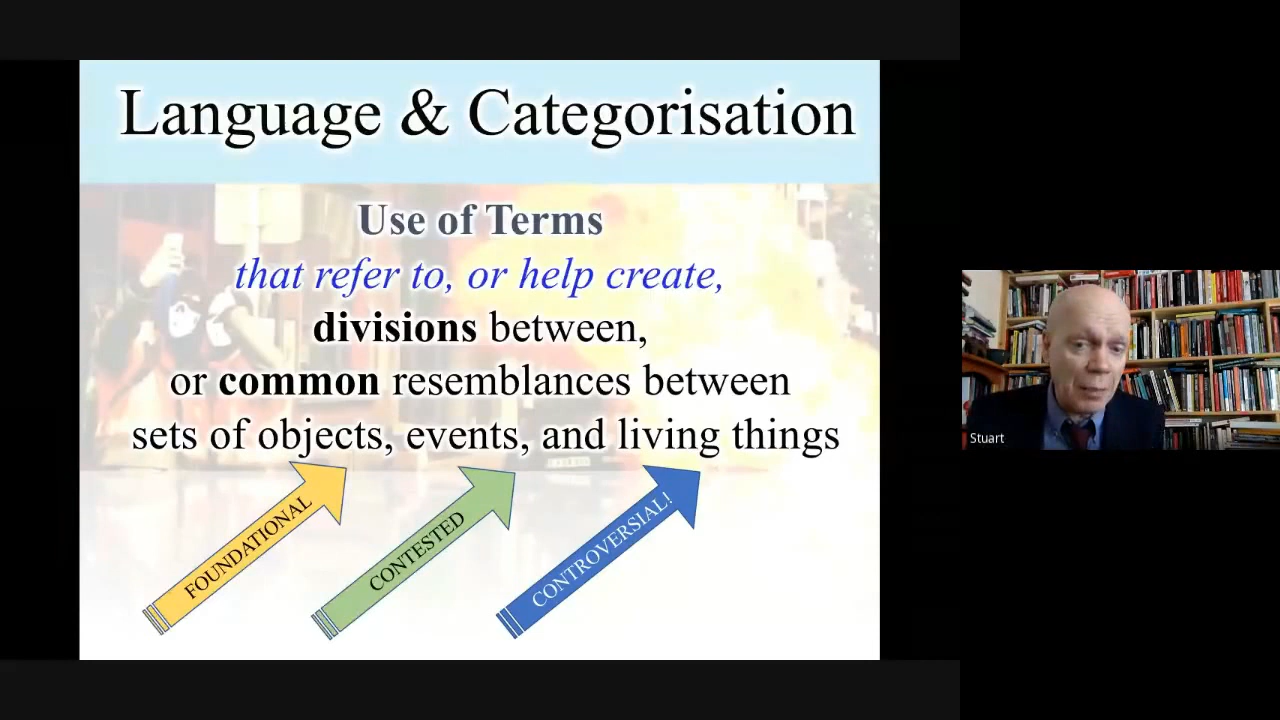 Language & Categorisation
Use of Terms
that refer to, or help create,
divisions between,
or common resemblances between
sets of objects, events, and living things
FOUNDATIONAL
CONTESTED
CONTROVERSIAL!
Stuart